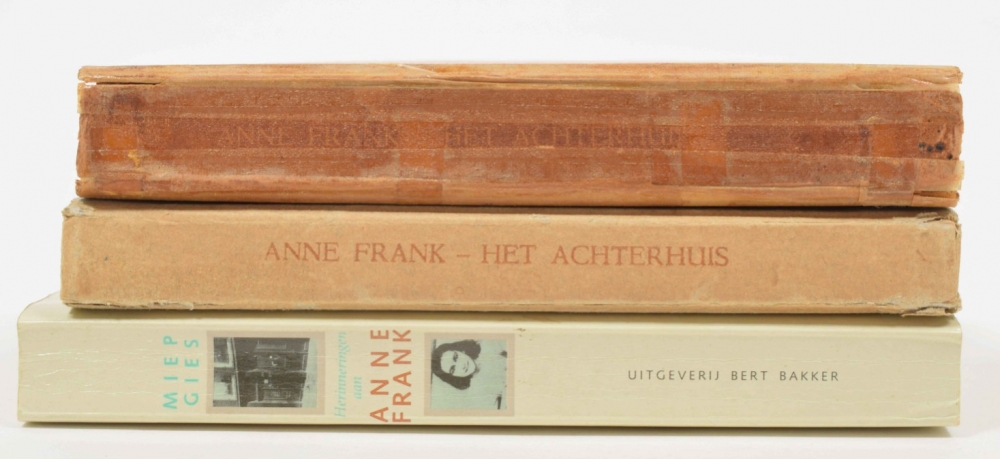 ANNE FRANK – HET ACHTERHUIS
ANNE FRANK – HET ACHTERHUIS
MIEP
GIES
Herinneringen
aan
ANNE
FRANK
UITGEVERIJ BERT BAKKER